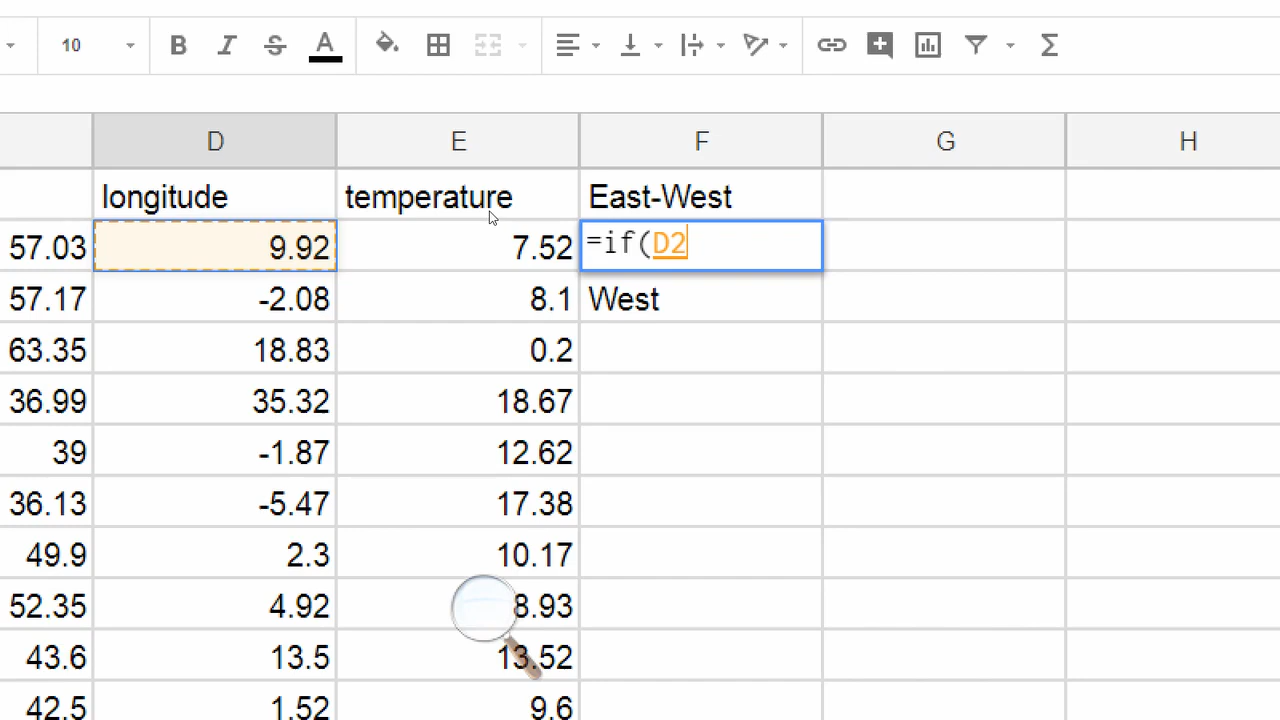 10 B I S A Σ
D E F G H
longitude temperature East-West
57.03 9.92 7.52 =if(D2
57.17 -2.08 8.1 West
63.35 18.83 0.2
36.99 35.32 18.67
39 -1.87 12.62
36.13 -5.47 17.38
49.9 2.3 10.17
52.35 4.92 8.93
43.6 13.5 13.52
42.5 1.52 9.6